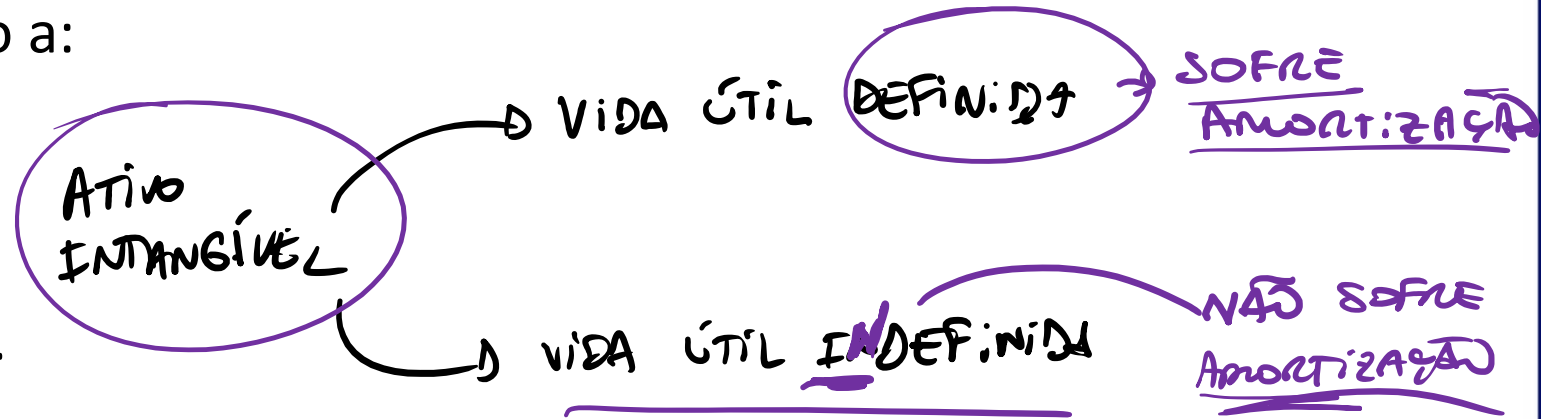 o a:
VIDA ÚTIL DEFINIDA
SOFRE
AMORTIZAÇÃO
ATIVO
INTANGÍVEL
VIDA ÚTIL INDEFINIDA
NÃO SOFRE
AMORTIZAÇÃO